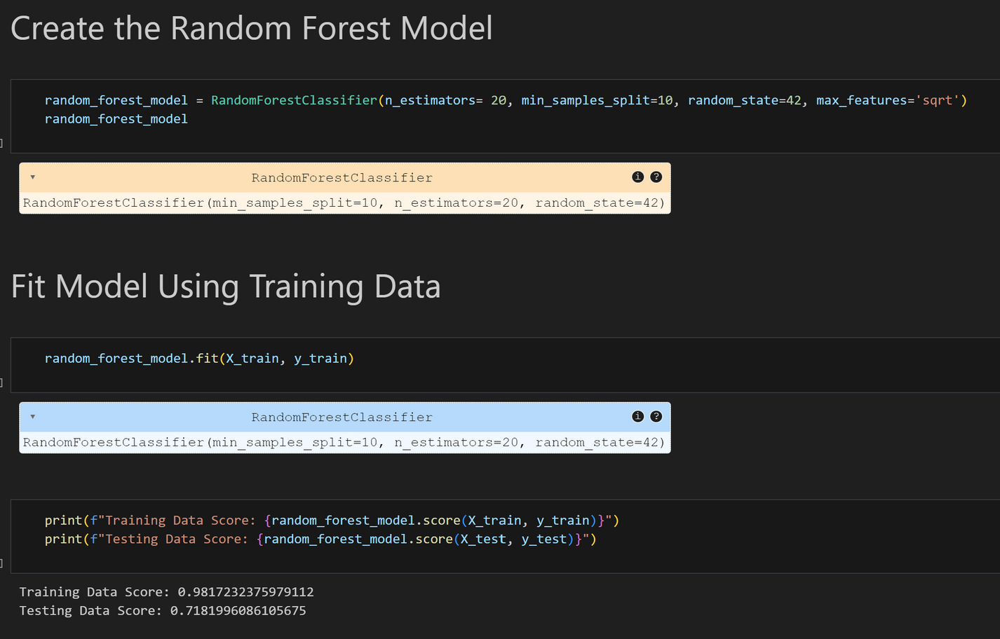 Create the Random Forest Model
random_forest_model = RandomForestClassifier(n_estimators= 20, min_samples_split=10, random_state=42, max_features='sqrt')
random_forest_model
RandomForestClassifier
RandomForestClassifier(min_samples_split=10, n_estimators=20, random_state=42)
Fit Model Using Training Data
random_forest_model.fit(X_train, y_train)
RandomForestClassifier
RandomForestClassifier(min_samples_split=10, n_estimators=20, random_state=42)
print(f"Training Data Score: {random_forest_model.score(X_train, y_train)}")
print(f"Testing Data Score: {random_forest_model.score(X_test, y_test)}")
Training Data Score: 0.9817232375979112
Testing Data Score: 0.7181996086105675